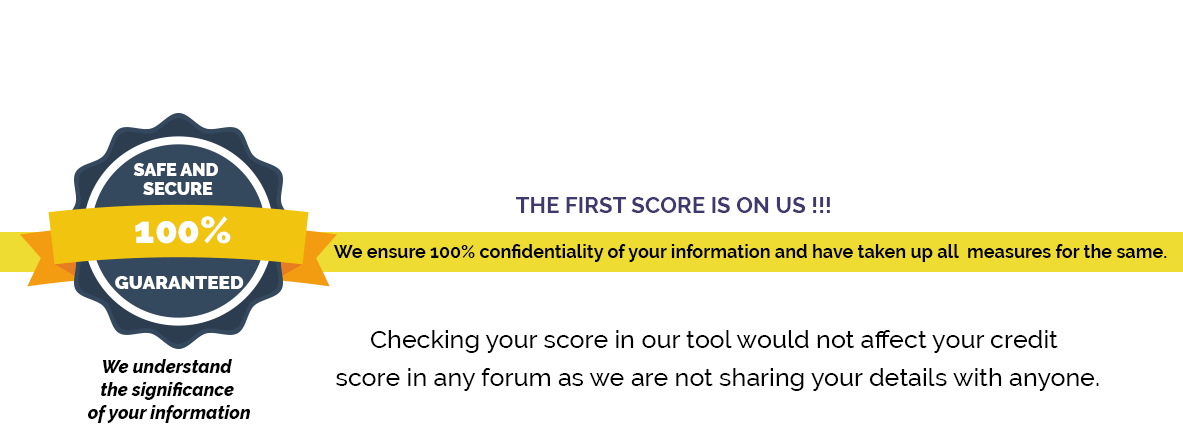 SAFE AND
SECURE
100%
GUARANTEED
We understand
the significance
of your information
THE FIRST SCORE IS ON US !!!
We ensure 100% confidentiality of your information and have taken up all  measures for the same.
Checking your score in our tool would not affect your credit
score in any forum as we are not sharing your details with anyone.